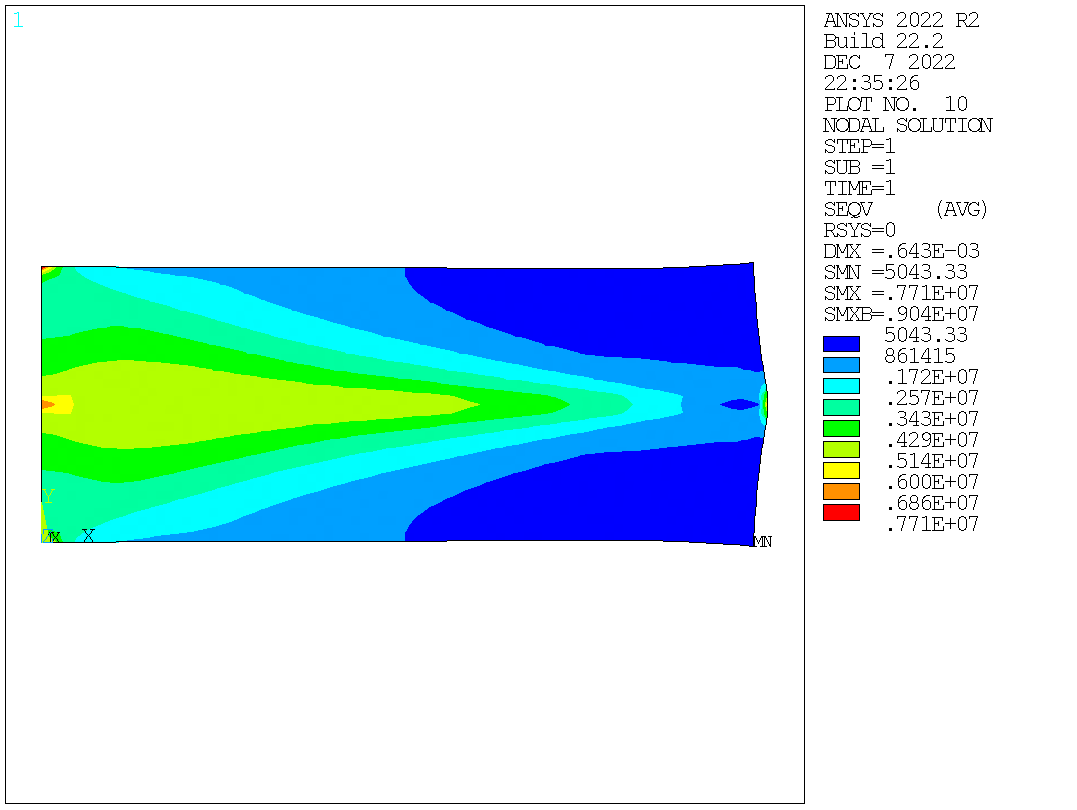 1
ANSYS 2022 R2
Build 22.2
DEC  7 2022
22:35:26
PLOT NO.  10
NODAL SOLUTION
STEP=1
SUB =1
TIME=1
SEQV     (AVG)
RSYS=0
DMX =.643E-03
SMN =5043.33
SMX =.771E+07
SMXB=.904E+07
5043.33
861415
.172E+07
.257E+07
.343E+07
.429E+07
.514E+07
.600E+07
.686E+07
.771E+07
Y
X
MN